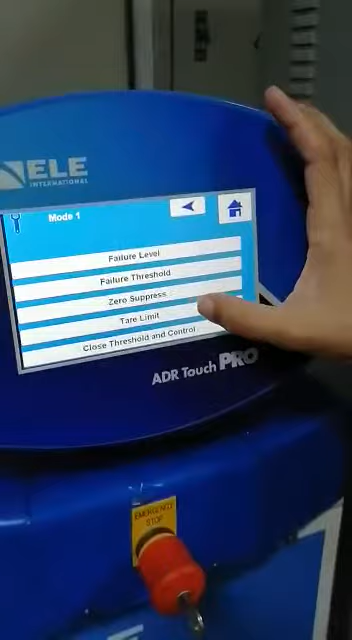 ELE
INTERNATIONAL
Mode 1
Failure Level
Failure Threshold
Zero Suppress
Tare Limit
Close Threshold and Control
ADR Touch PRO
EMERGENCY
STOP